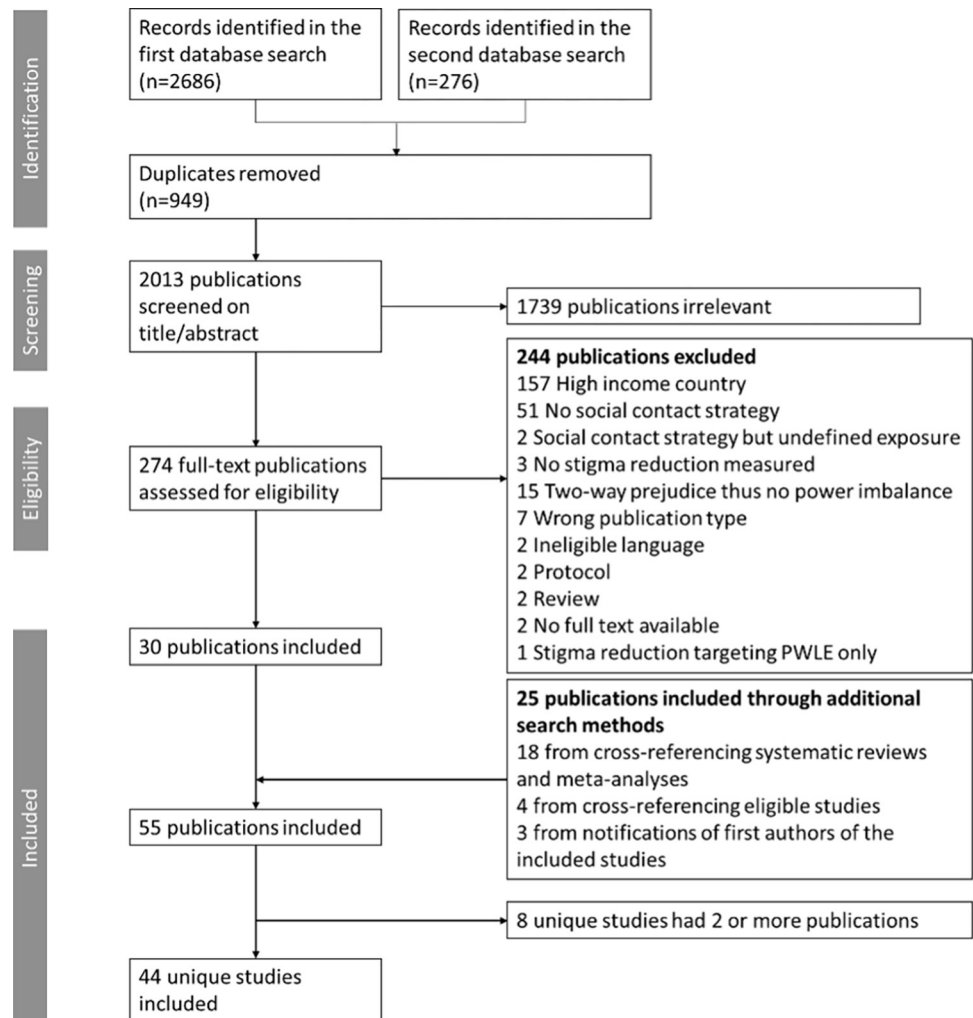 Identification
Records identified in the
first database search
(n=2686)
Records identified in the
second database search
(n=276)
Duplicates removed
(n=949)
Screening
2013 publications
screened on
title/abstract
1739 publications irrelevant
Eligibility
274 full-text publications
assessed for eligibility
244 publications excluded
157 High income country
51 No social contact strategy
2 Social contact strategy but undefined exposure
3 No stigma reduction measured
15 Two-way prejudice thus no power imbalance
7 Wrong publication type
2 Ineligible language
2 Protocol
2 Review
2 No full text available
1 Stigma reduction targeting PWLE only
Included
30 publications included
25 publications included through additional
search methods
18 from cross-referencing systematic reviews
and meta-analyses
4 from cross-referencing eligible studies
3 from notifications of first authors of the
included studies
55 publications included
8 unique studies had 2 or more publications
44 unique studies
included